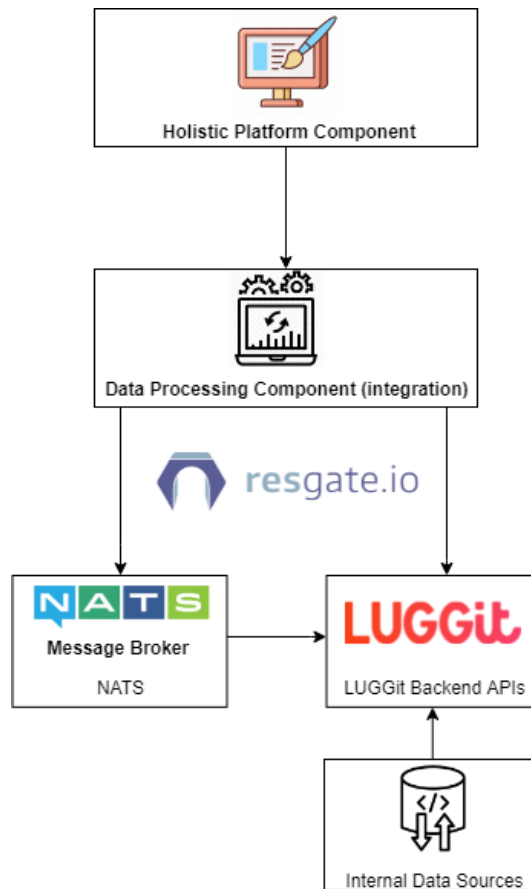 Holistic Platform Component
Data Processing Component (integration)
resgate.io
NATS
Message Broker
NATS
LUGGit
LUGGit Backend APIs
Internal Data Sources